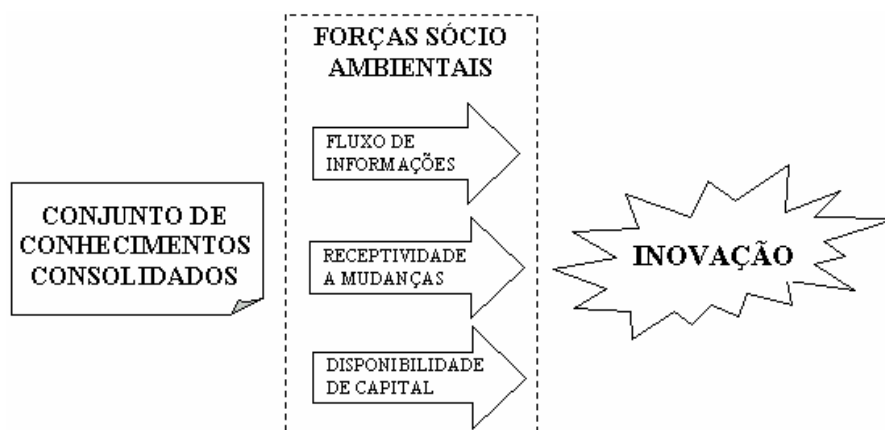 FORÇAS SÓCIO
AMBIENTAIS
FLUXO DE
INFORMAÇÕES
CONJUNTO DE
CONHECIMENTOS
CONSOLIDADOS
RECEPTIVIDADE
A MUDANÇAS
INOVAÇÃO
DISPONIBILIDADE
DE CAPITAL